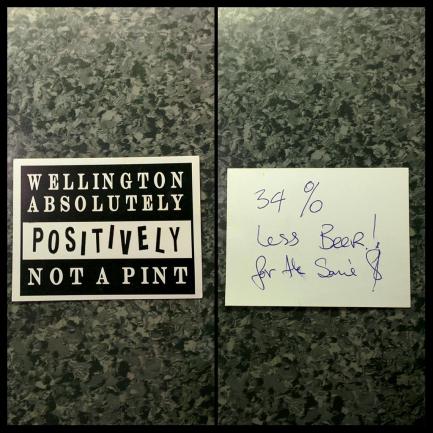 WELLINGTON
ABSOLUTELY
POSITIVELY
NOT A PINT
34 %
Less Beer!
for the Same $